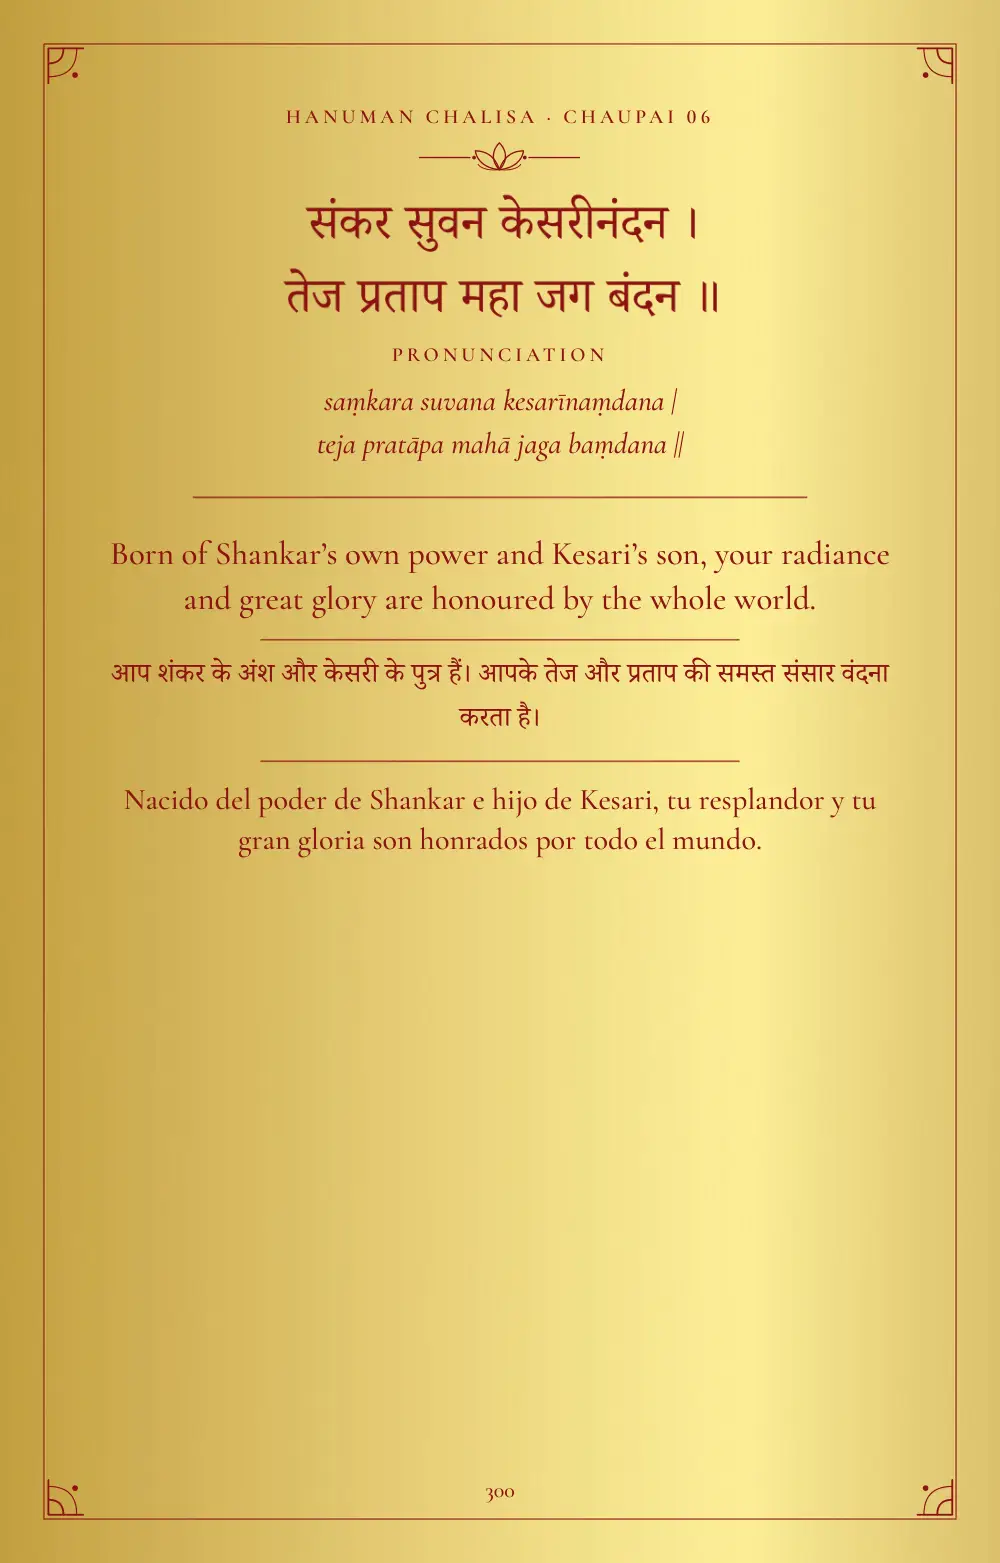 HANUMAN CHALISA · CHAUPAI 06
संकर सुवन केसरीनंदन ।
तेज प्रताप महा जग बंदन ॥
PRONUNCIATION
saṃkara suvana kesarīnaṃdana |
teja pratāpa mahā jaga baṃdana ||
Born of Shankar’s own power and Kesari’s son, your radiance
and great glory are honoured by the whole world.
आप शंकर के अंश और केसरी के पुत्र हैं। आपके तेज और प्रताप की समस्त संसार वंदना
करता है।
Nacido del poder de Shankar e hijo de Kesari, tu resplandor y tu
gran gloria son honrados por todo el mundo.
300